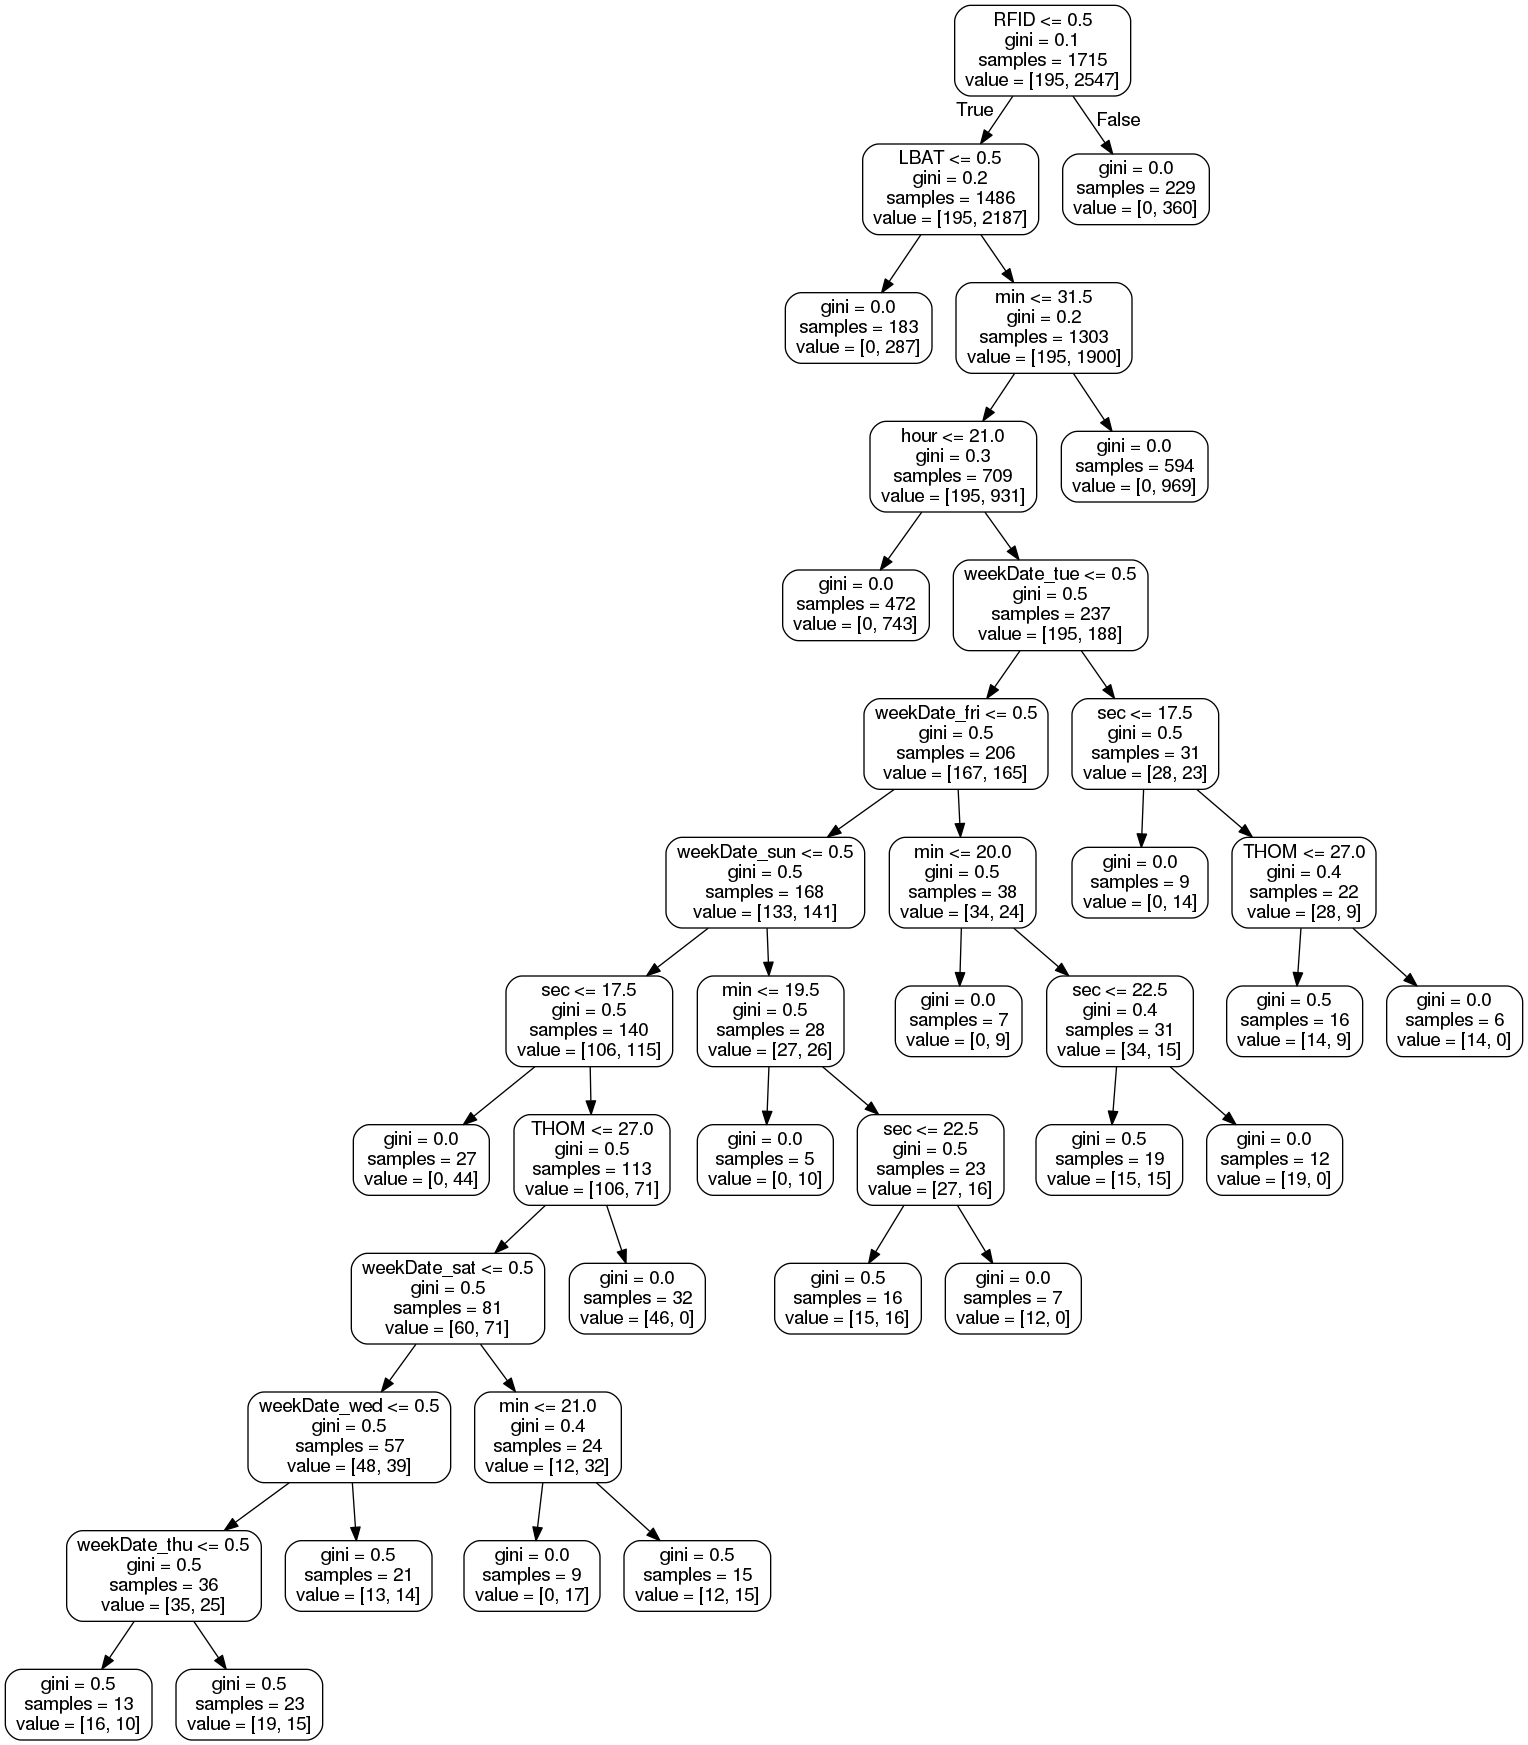 RFID <= 0.5
gini = 0.1
samples = 1715
value = [195, 2547]
True
False
LBAT <= 0.5
gini = 0.2
samples = 1486
value = [195, 2187]
gini = 0.0
samples = 229
value = [0, 360]
gini = 0.0
samples = 183
value = [0, 287]
min <= 31.5
gini = 0.2
samples = 1303
value = [195, 1900]
hour <= 21.0
gini = 0.3
samples = 709
value = [195, 931]
gini = 0.0
samples = 594
value = [0, 969]
gini = 0.0
samples = 472
value = [0, 743]
weekDate_tue <= 0.5
gini = 0.5
samples = 237
value = [195, 188]
weekDate_fri <= 0.5
gini = 0.5
samples = 206
value = [167, 165]
sec <= 17.5
gini = 0.5
samples = 31
value = [28, 23]
weekDate_sun <= 0.5
gini = 0.5
samples = 168
value = [133, 141]
min <= 20.0
gini = 0.5
samples = 38
value = [34, 24]
gini = 0.0
samples = 9
value = [0, 14]
THOM <= 27.0
gini = 0.4
samples = 22
value = [28, 9]
sec <= 17.5
gini = 0.5
samples = 140
value = [106, 115]
min <= 19.5
gini = 0.5
samples = 28
value = [27, 26]
gini = 0.0
samples = 7
value = [0, 9]
sec <= 22.5
gini = 0.4
samples = 31
value = [34, 15]
gini = 0.5
samples = 16
value = [14, 9]
gini = 0.0
samples = 6
value = [14, 0]
gini = 0.0
samples = 27
value = [0, 44]
THOM <= 27.0
gini = 0.5
samples = 113
value = [106, 71]
gini = 0.0
samples = 5
value = [0, 10]
sec <= 22.5
gini = 0.5
samples = 23
value = [27, 16]
gini = 0.5
samples = 19
value = [15, 15]
gini = 0.0
samples = 12
value = [19, 0]
weekDate_sat <= 0.5
gini = 0.5
samples = 81
value = [60, 71]
gini = 0.0
samples = 32
value = [46, 0]
gini = 0.5
samples = 16
value = [15, 16]
gini = 0.0
samples = 7
value = [12, 0]
weekDate_wed <= 0.5
gini = 0.5
samples = 57
value = [48, 39]
min <= 21.0
gini = 0.4
samples = 24
value = [12, 32]
weekDate_thu <= 0.5
gini = 0.5
samples = 36
value = [35, 25]
gini = 0.5
samples = 21
value = [13, 14]
gini = 0.0
samples = 9
value = [0, 17]
gini = 0.5
samples = 15
value = [12, 15]
gini = 0.5
samples = 13
value = [16, 10]
gini = 0.5
samples = 23
value = [19, 15]